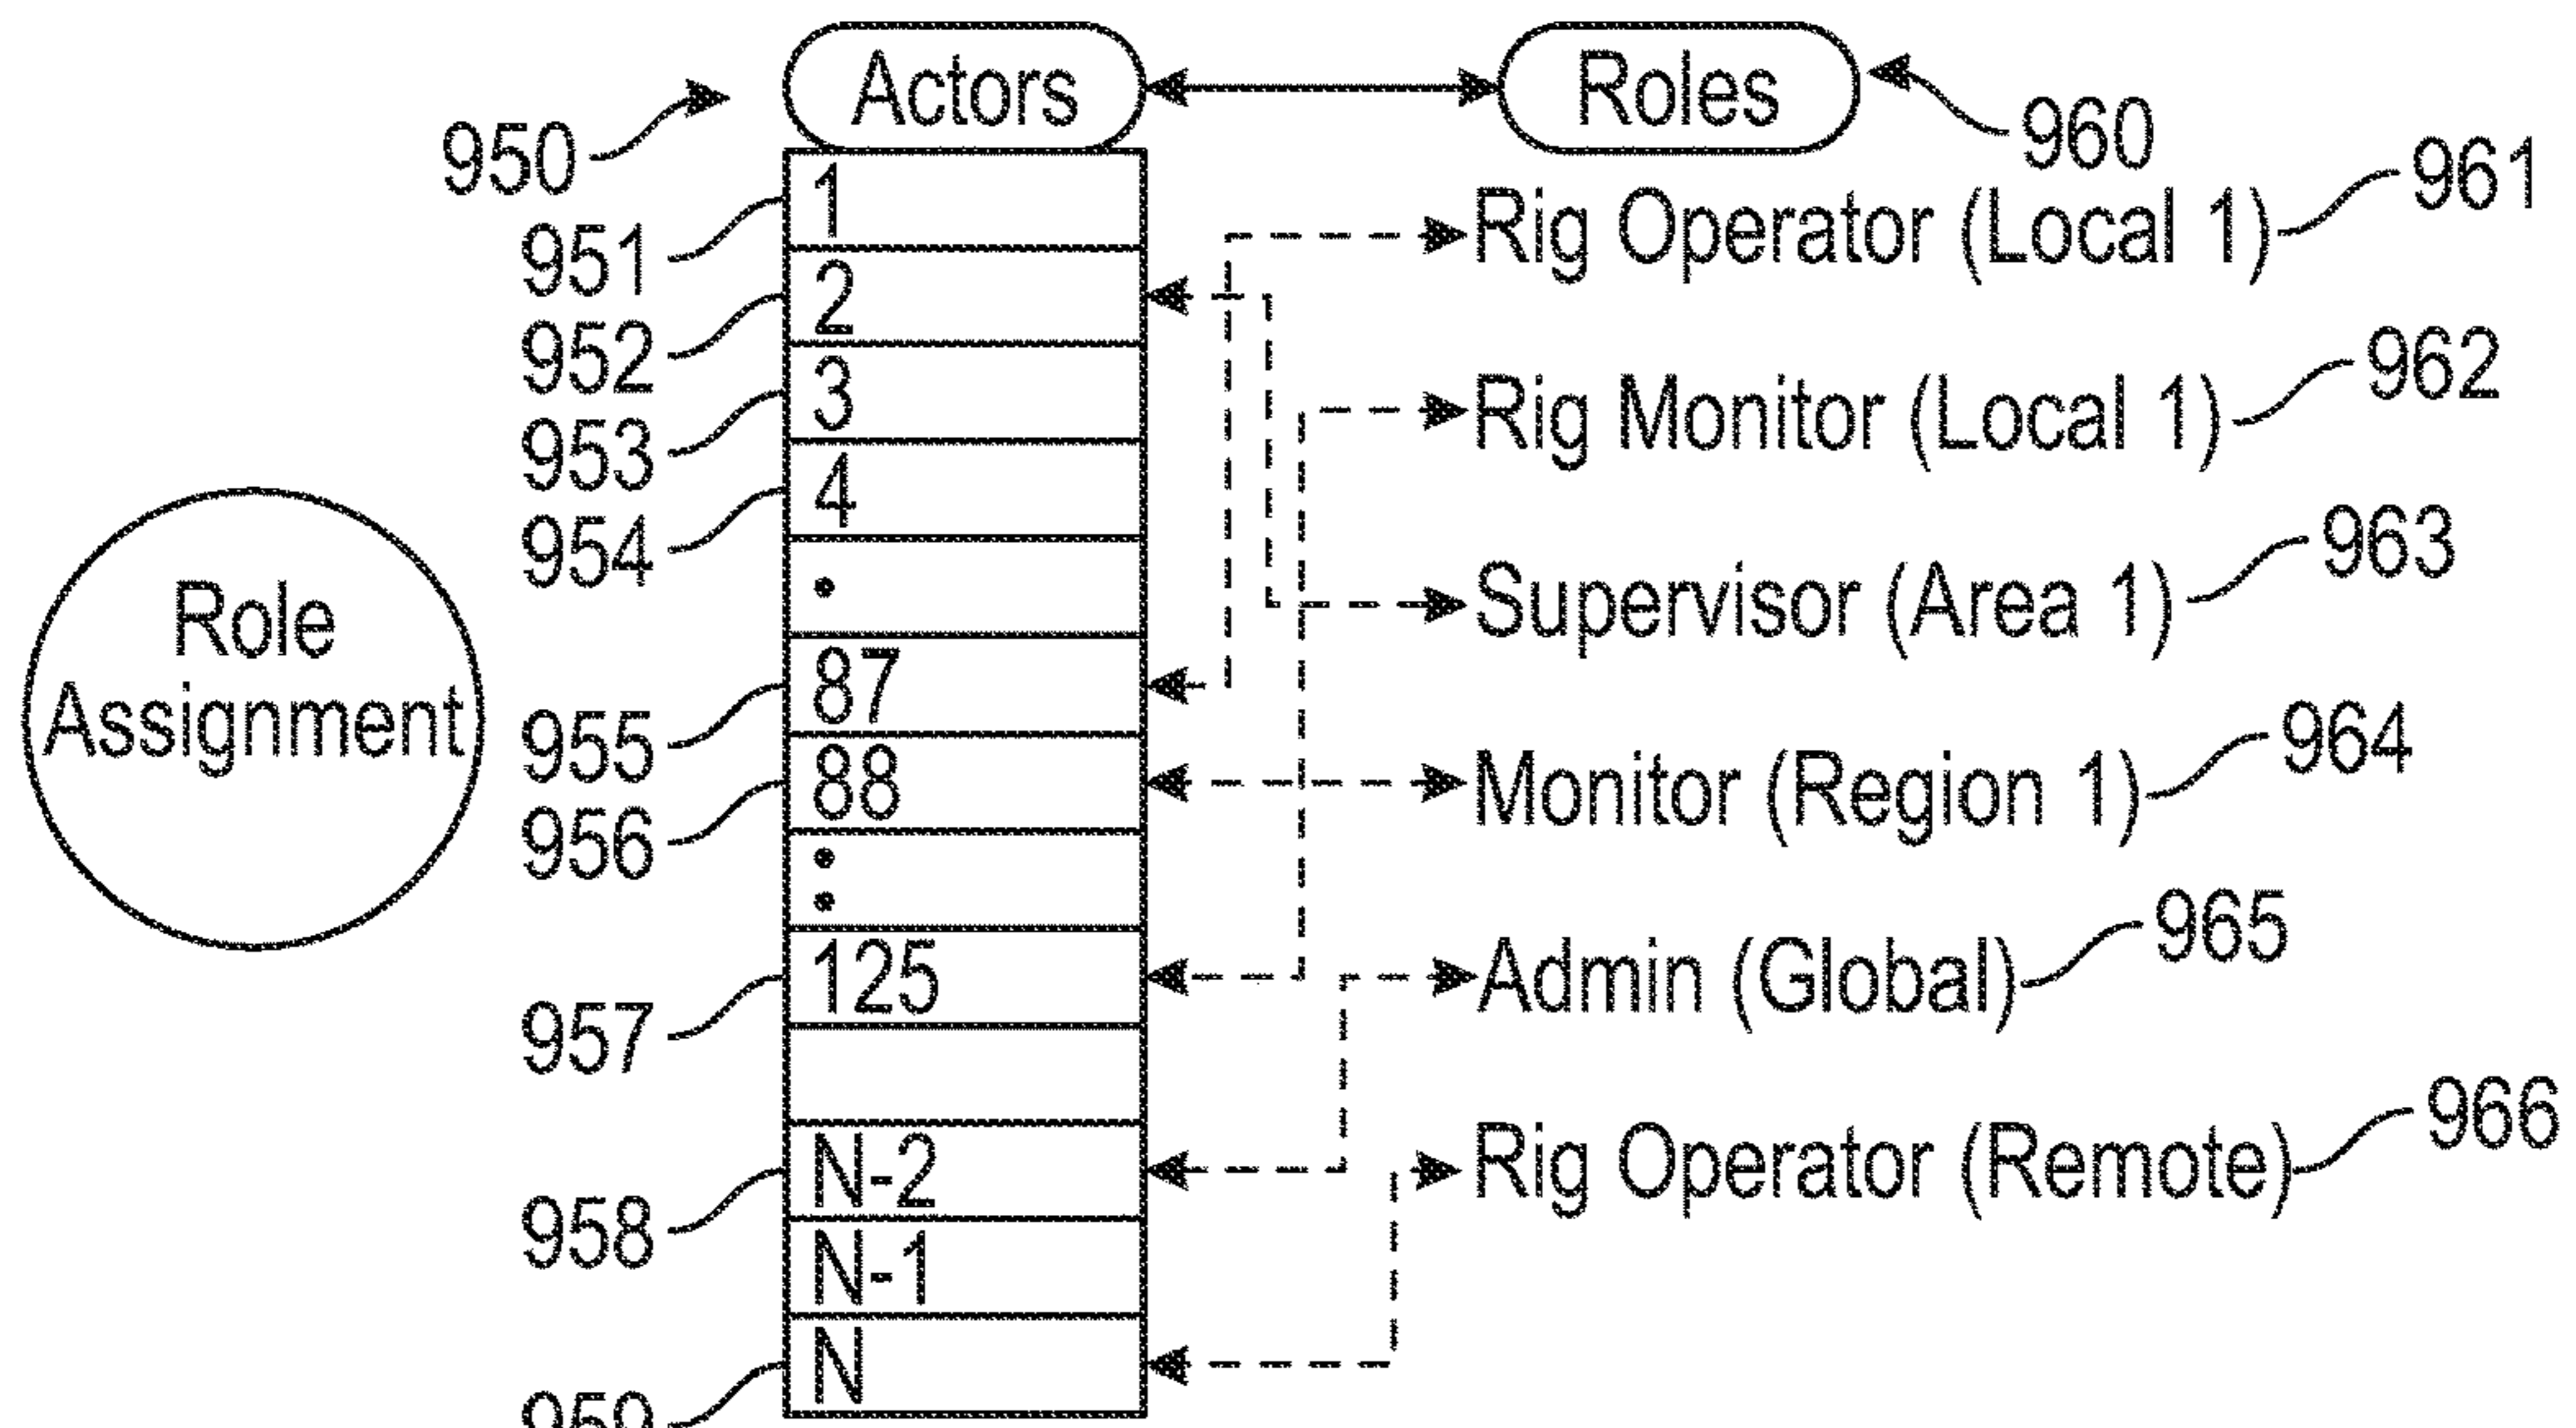 Actors
Roles
950
960
1
961
951
Rig Operator (Local 1)
2
952
3
962
953
Rig Monitor (Local 1)
4
954
963
Role
Assignment
Supervisor (Area 1)
87
955
964
88
956
Monitor (Region 1)
965
125
957
Admin (Global)
966
N-2
958
Rig Operator (Remote)
N-1
N
959